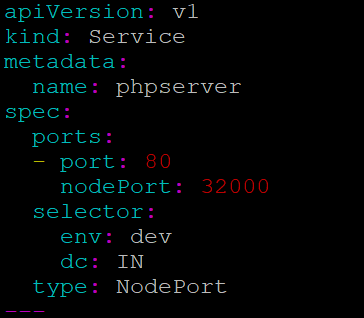 apiVersion: v1
kind: Service
metadata:
  name: phpserver
spec:
  ports:
  - port: 80
    nodePort: 32000
  selector:
    env: dev
    dc: IN
  type: NodePort
---